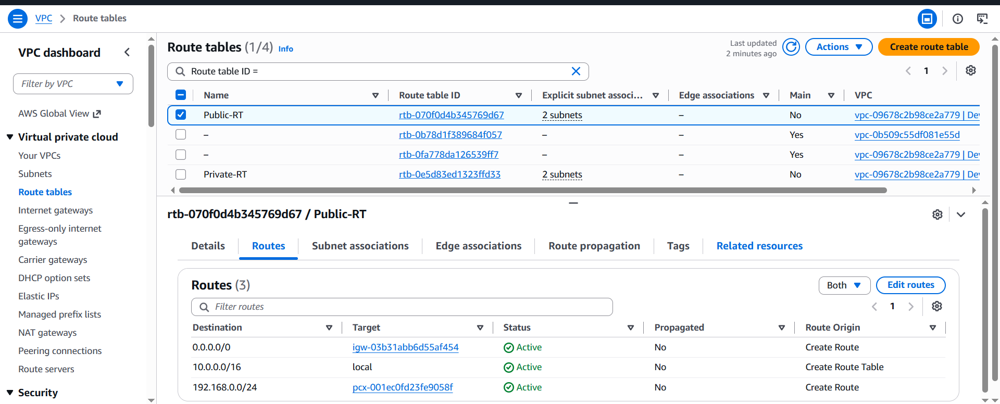 VPC > Route tables
VPC dashboard
Filter by VPC
AWS Global View
Virtual private cloud
Your VPCs
Subnets
Route tables
Internet gateways
Egress-only internet
gateways
Carrier gateways
DHCP option sets
Elastic IPs
Managed prefix lists
NAT gateways
Peering connections
Route servers
Security
Route tables (1/4) Info
Last updated
2 minutes ago
Actions
Create route table
Route table ID =
1
Name Route table ID Explicit subnet associ... Edge associations Main VPC
Public-RT rtb-070f0d4b345769d67 2 subnets – No vpc-09678c2b98ce2a779 | De
– rtb-0b78d1f389684f057 – – Yes vpc-0b509c55df081e55d
– rtb-0fa778da126539ff7 – – Yes vpc-09678c2b98ce2a779 | De
Private-RT rtb-0e5d83ed1323ffd33 2 subnets – No vpc-09678c2b98ce2a779 | De
rtb-070f0d4b345769d67 / Public-RT
Details Routes Subnet associations Edge associations Route propagation Tags Related resources
Routes (3)
Both
Edit routes
Filter routes
1
Destination Target Status Propagated Route Origin
0.0.0.0/0 igw-03b31abb6d55af454 Active No Create Route
10.0.0.0/16 local Active No Create Route Table
192.168.0.0/24 pcx-001ec0fd23fe9058f Active No Create Route